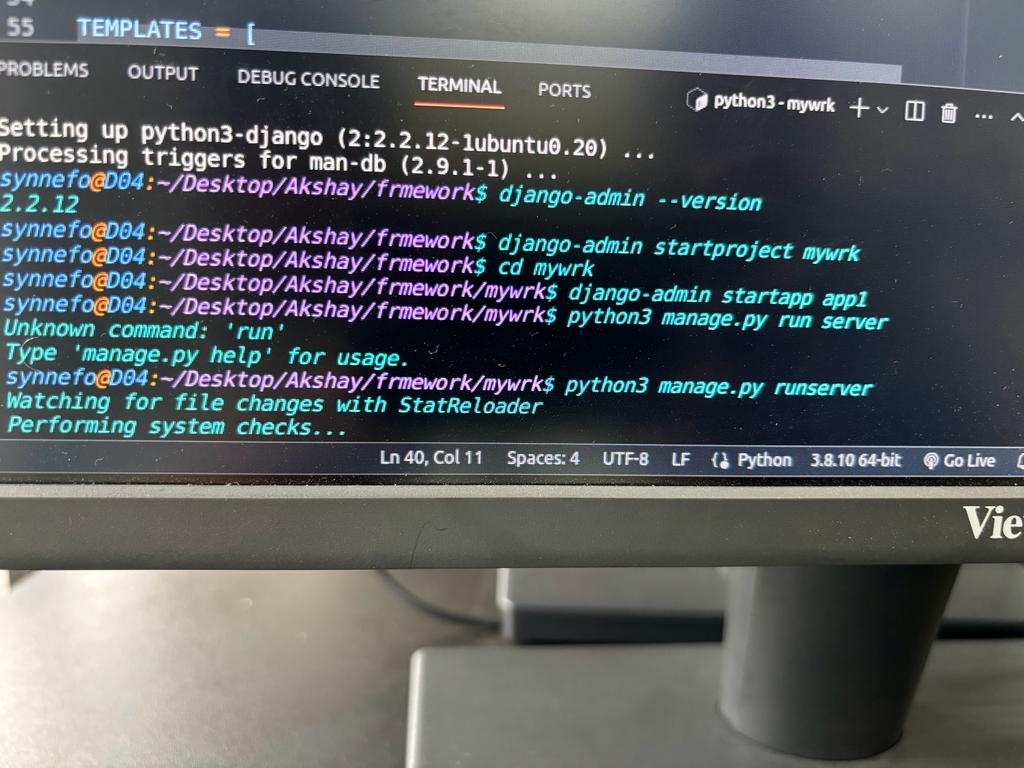 55 TEMPLATES = [
PROBLEMS OUTPUT DEBUG CONSOLE TERMINAL PORTS
python3 - mywrk
Setting up python3-django (2:2.2.12-1ubuntu0.20) ...
Processing triggers for man-db (2.9.1-1) ...
synnefo@D04:~/Desktop/Akshay/frmework$ django-admin --version
2.2.12
synnefo@D04:~/Desktop/Akshay/frmework$ django-admin startproject mywrk
synnefo@D04:~/Desktop/Akshay/frmework$ cd mywrk
synnefo@D04:~/Desktop/Akshay/frmework/mywrk$ django-admin startapp app1
synnefo@D04:~/Desktop/Akshay/frmework/mywrk$ python3 manage.py run server
Unknown command: 'run'
Type 'manage.py help' for usage.
synnefo@D04:~/Desktop/Akshay/frmework/mywrk$ python3 manage.py runserver
Watching for file changes with StatReloader
Performing system checks...
Ln 40, Col 11 Spaces: 4 UTF-8 LF Python 3.8.10 64-bit Go Live
Vie